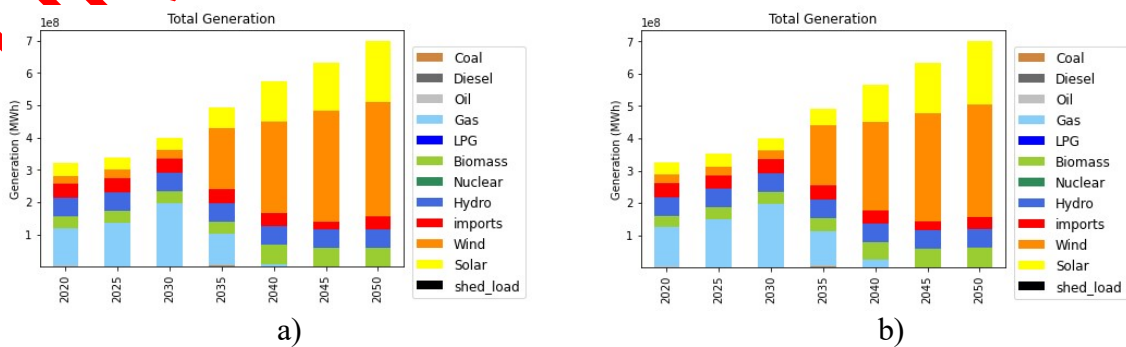 Total Generation
1e8
Generation (MWh)
7
6
5
4
3
2
1
2020
2025
2030
2035
2040
2045
2050
Coal
Diesel
Oil
Gas
LPG
Biomass
Nuclear
Hydro
imports
Wind
Solar
shed_load
a)
Total Generation
1e8
Generation (MWh)
7
6
5
4
3
2
1
2020
2025
2030
2035
2040
2045
2050
Coal
Diesel
Oil
Gas
LPG
Biomass
Nuclear
Hydro
imports
Wind
Solar
shed_load
b)